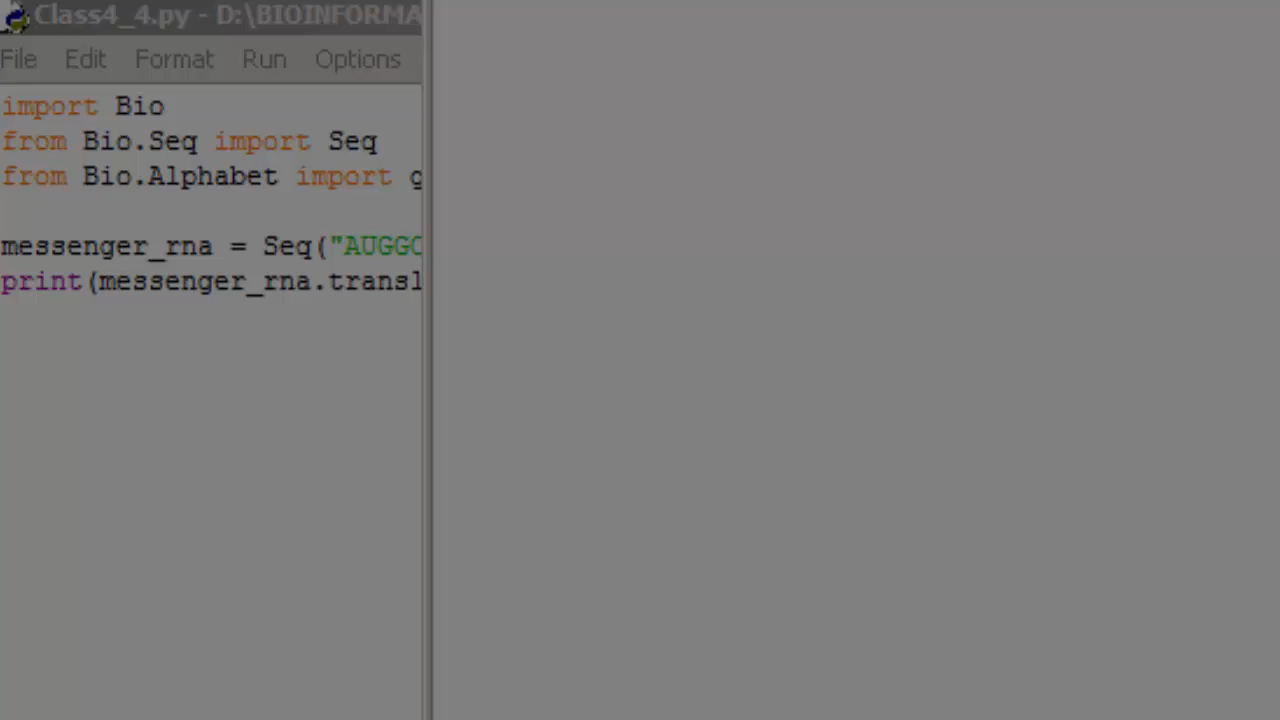 Class4_4.py - D:\BIOINFORMA
File Edit Format Run Options
import Bio
from Bio.Seq import Seq
from Bio.Alphabet import g
messenger_rna = Seq("AUGGC
print(messenger_rna.transl